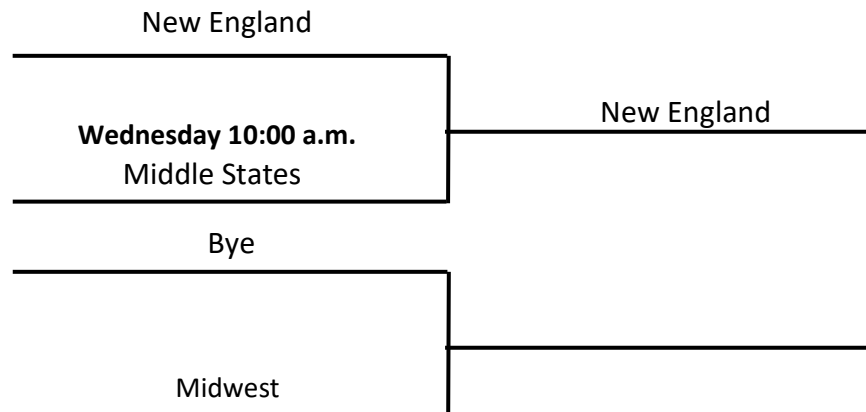 New England
Wednesday 10:00 a.m.
Middle States
New England
Bye
Midwest